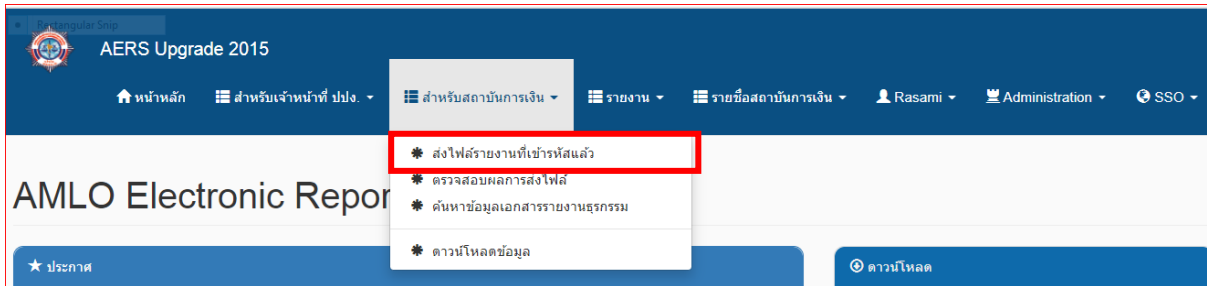 Rectangular Snip
AERS Upgrade 2015
หน้าหลัก สำหรับเจ้าหน้าที่ ปปง. สำหรับสถาบันการเงิน รายงาน รายชื่อสถาบันการเงิน Rasami Administration SSO
ส่งไฟล์รายงานที่เข้ารหัสแล้ว
ตรวจสอบผลการส่งไฟล์
ค้นหาข้อมูลเอกสารรายงานธุรกรรม
ดาวน์โหลดข้อมูล
AMLO Electronic Repor
ประกาศ
ดาวน์โหลด